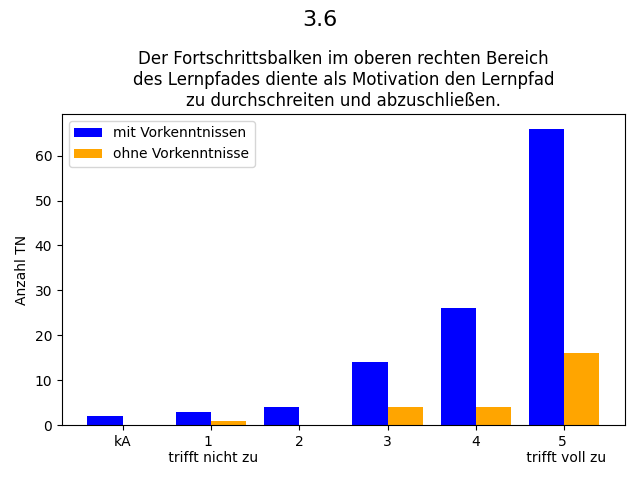 3.6
Der Fortschrittsbalken im oberen rechten Bereich
des Lernpfades diente als Motivation den Lernpfad
zu durchschreiten und abzuschließen.
mit Vorkenntnissen
ohne Vorkenntnisse
Anzahl TN
60
50
40
30
20
10
0
kA 1 2 3 4 5
trifft nicht zu trifft voll zu